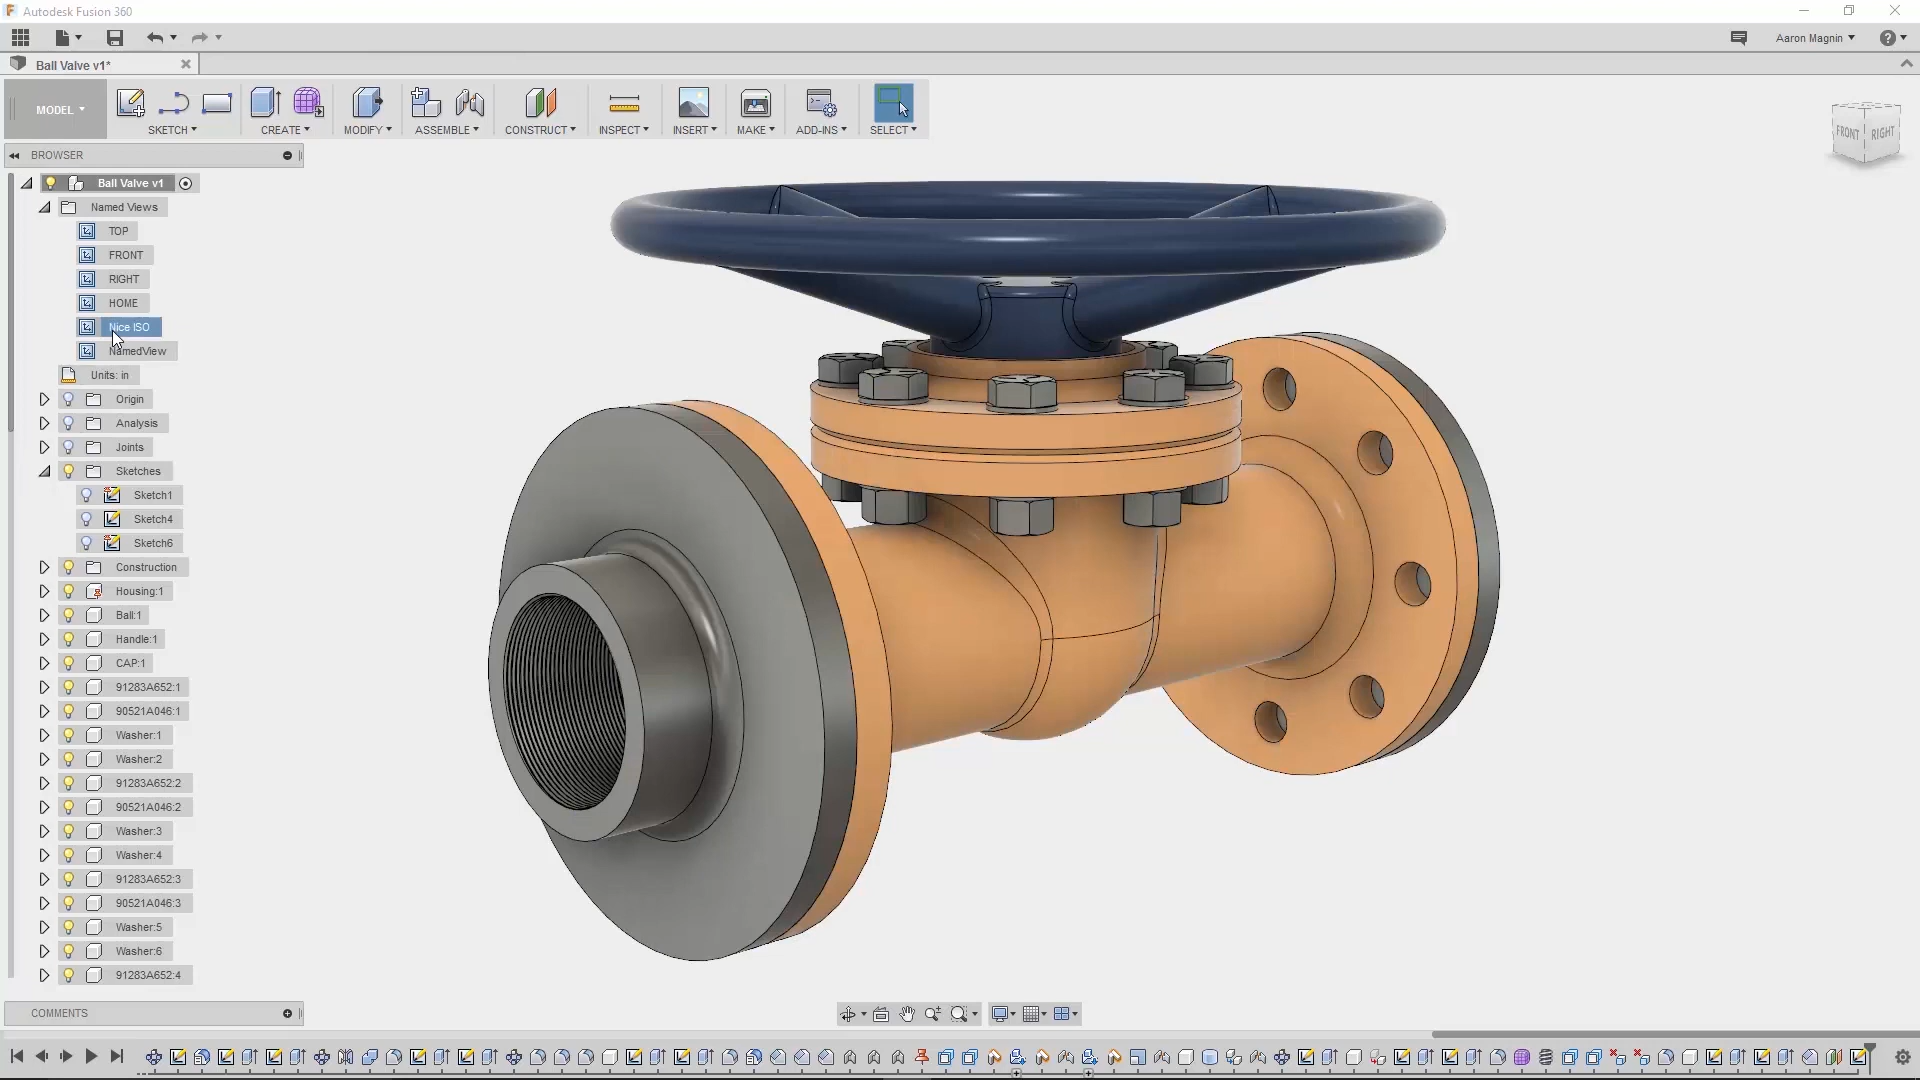 Autodesk Fusion 360
Aaron Magnin
Ball Valve v1*
MODEL
SKETCH
CREATE
MODIFY
ASSEMBLE
CONSTRUCT
INSPECT
INSERT
MAKE
ADD-INS
SELECT
FRONT RIGHT
BROWSER
Ball Valve v1
Named Views
TOP
FRONT
RIGHT
HOME
Nice ISO
NamedView
Units: in
Origin
Analysis
Joints
Sketches
Sketch1
Sketch4
Sketch6
Construction
Housing:1
Ball:1
Handle:1
CAP:1
91283A652:1
90521A046:1
Washer:1
Washer:2
91283A652:2
90521A046:2
Washer:3
Washer:4
91283A652:3
90521A046:3
Washer:5
Washer:6
91283A652:4
COMMENTS